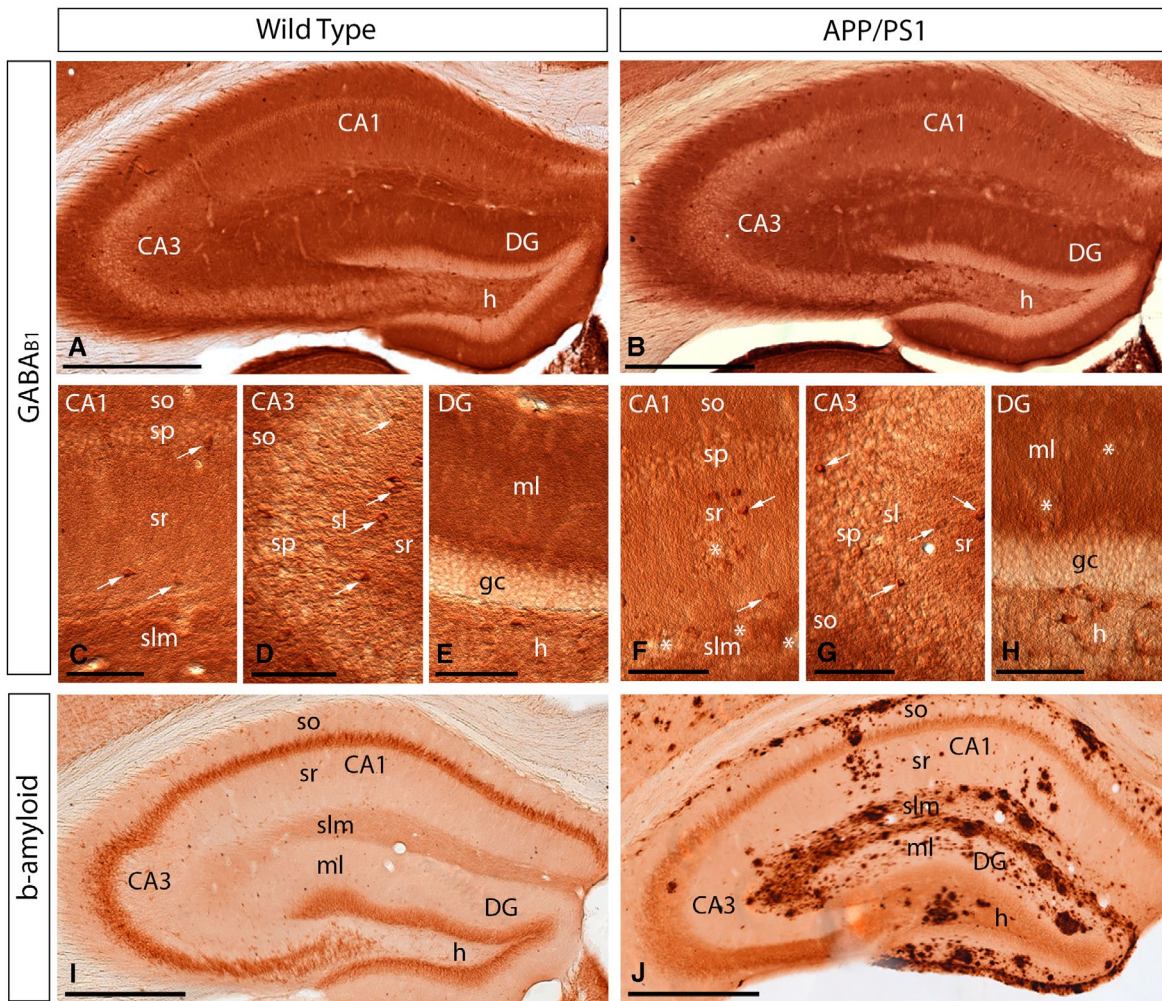 Wild Type
APP/PS1
GABAB1
CA1
CA3
DG
h
A
CA1
CA3
DG
h
B
CA1
so
sp
sr
slm
C
CA3
so
sl
sp
sr
D
DG
ml
gc
h
E
CA1
so
sp
sr
*
*
*
*
slm
F
CA3
sl
sp
sr
so
G
DG
ml
*
*
gc
h
H
b-amyloid
so
CA1
sr
slm
ml
CA3
DG
h
I
so
CA1
sr
slm
ml
DG
CA3
h
J